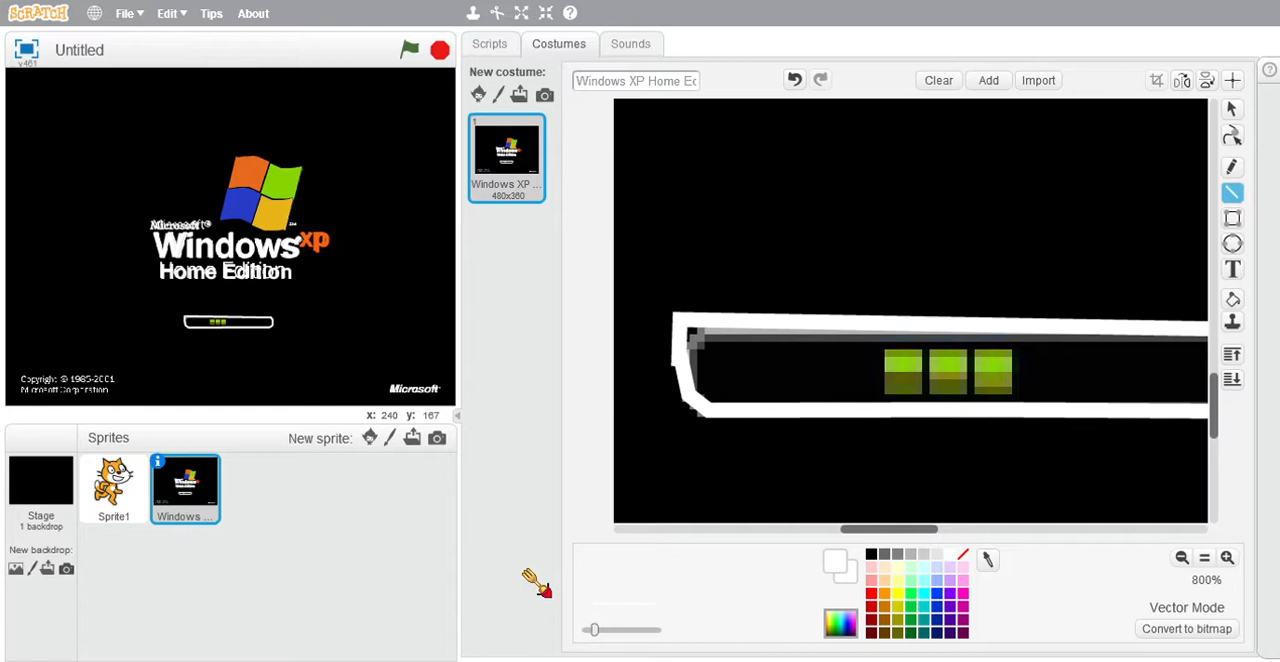 SCRATCH File Edit Tips About
v461 Untitled
Scripts Costumes Sounds
New costume:
Windows XP Home Ec
Clear Add Import
1
Windows XP ...
480x360
Microsoft®
Windows xp
Home Edition
Copyright © 1985-2001
Microsoft Corporation
Microsoft
x: 240 y: 167
Sprites New sprite:
Stage
1 backdrop
New backdrop:
Sprite1
Windows ...
800%
Vector Mode
Convert to bitmap